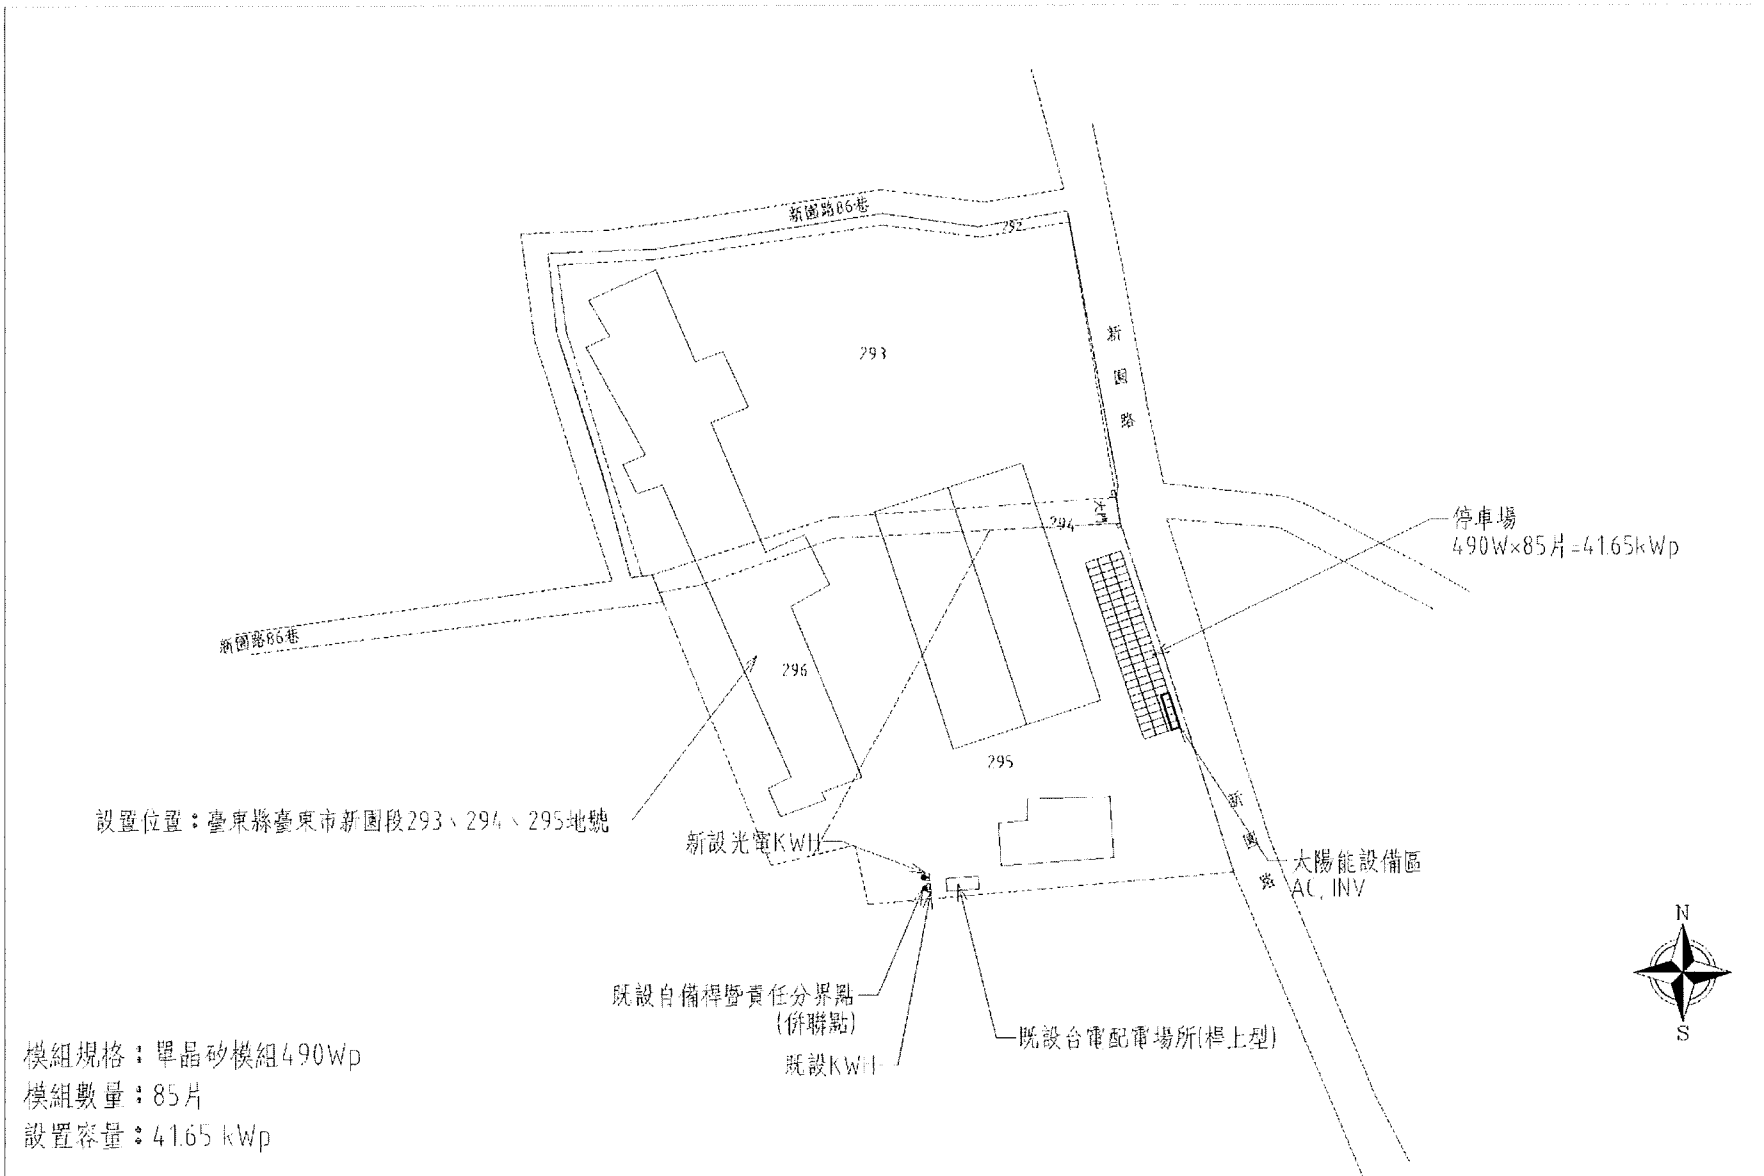 新園路86巷
292
293
新園路
大門
294
停車場
490W×85片=41.65kWp
新園路86巷
296
295
設置位置：臺東縣臺東市新園段293、294、295地號
新設光電KWH
新園路
太陽能設備區
AC, INV
N
S
既設自備桿暨責任分界點
(併聯點)
既設台電配電場所(桿上型)
既設KWH
模組規格：單晶矽模組490Wp
模組數量：85片
設置容量：41.65 kWp